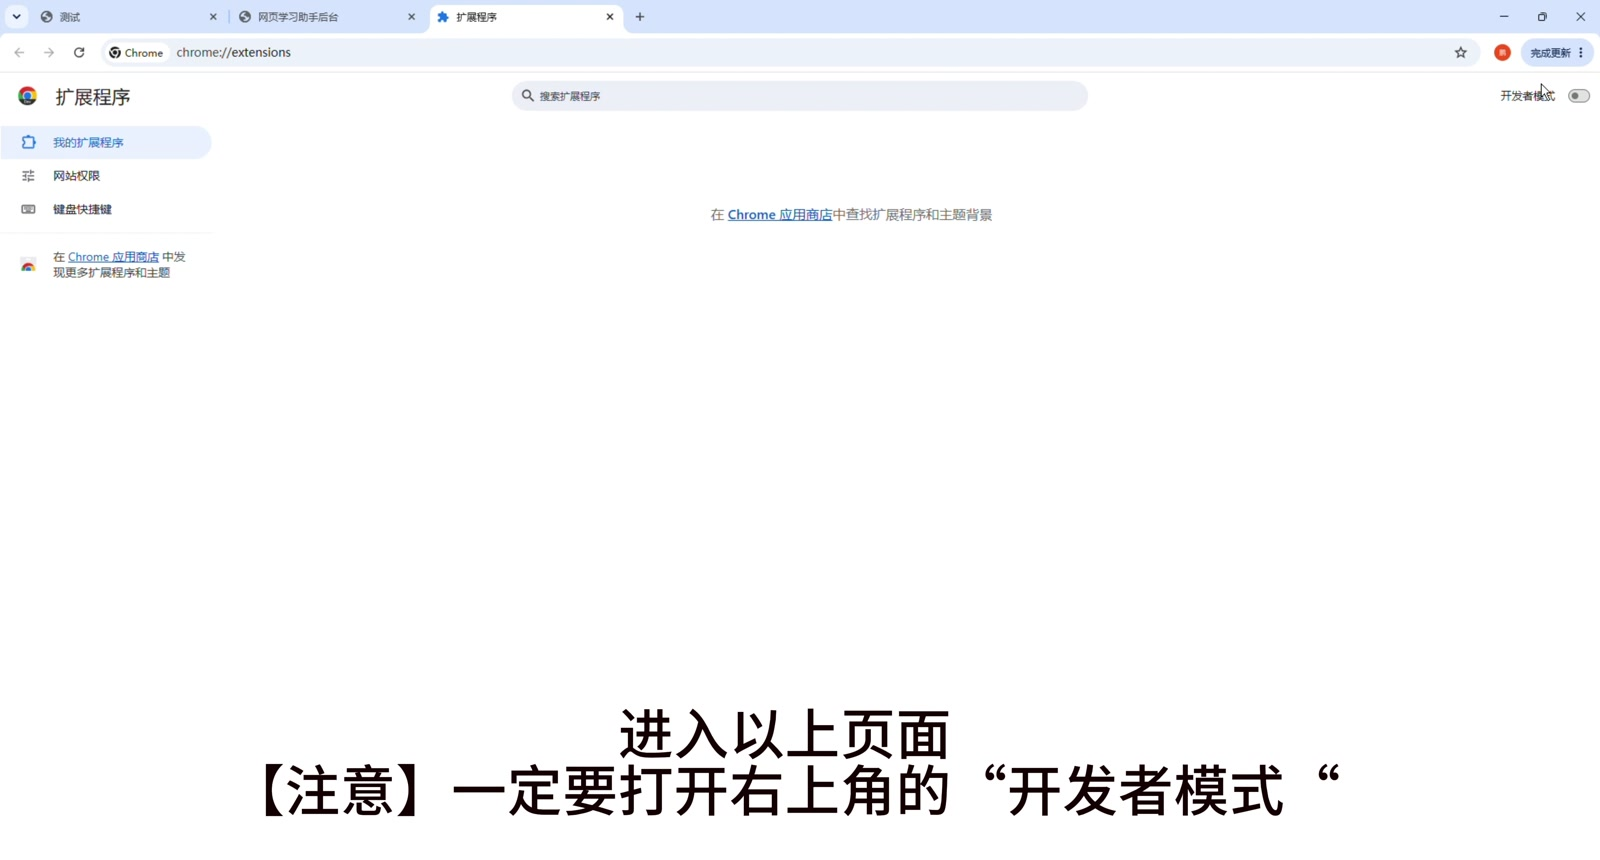 测试
网页学习助手后台
扩展程序
Chrome
chrome://extensions
完成更新
扩展程序
搜索扩展程序
开发者模式
我的扩展程序
网站权限
键盘快捷键
在 Chrome 应用商店 中发
现更多扩展程序和主题
在 Chrome 应用商店中查找扩展程序和主题背景
进入以上页面
【注意】一定要打开右上角的“开发者模式“